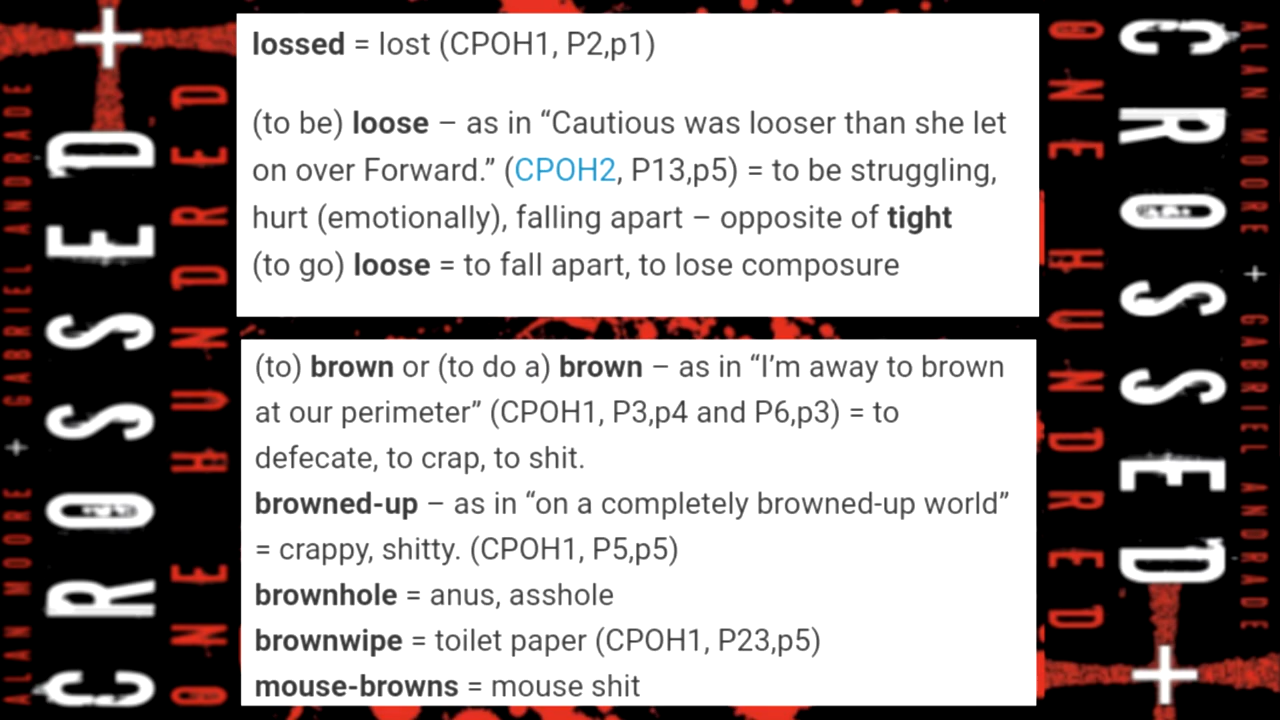 ALAN MOORE + GABRIEL ANDRADE
CROSSED +
ONE HUNDRED
lossed = lost (CPOH1, P2,p1)
(to be) loose – as in “Cautious was looser than she let
on over Forward.” (CPOH2, P13,p5) = to be struggling,
hurt (emotionally), falling apart – opposite of tight
(to go) loose = to fall apart, to lose composure
(to) brown or (to do a) brown – as in “I’m away to brown
at our perimeter” (CPOH1, P3,p4 and P6,p3) = to
defecate, to crap, to shit.
browned-up – as in “on a completely browned-up world”
= crappy, shitty. (CPOH1, P5,p5)
brownhole = anus, asshole
brownwipe = toilet paper (CPOH1, P23,p5)
mouse-browns = mouse shit
ONE HUNDRED
CROSSED +
ALAN MOORE + GABRIEL ANDRADE